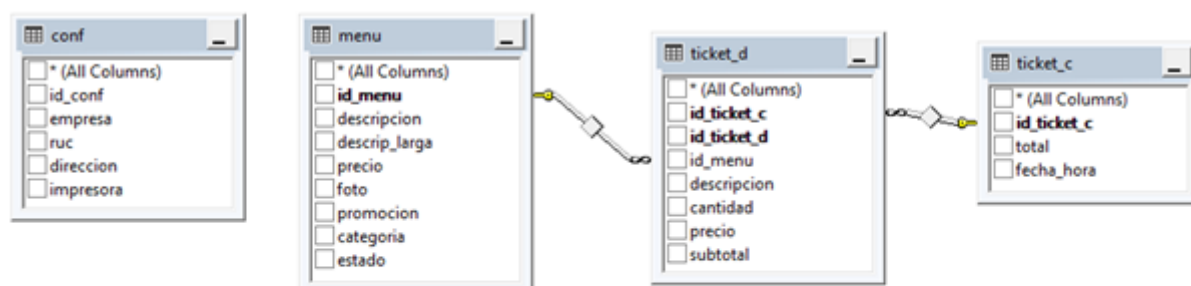 conf
* (All Columns)
id_conf
empresa
ruc
direccion
impresora
menu
* (All Columns)
id_menu
descripcion
descrip_larga
precio
foto
promocion
categoria
estado
ticket_d
* (All Columns)
id_ticket_c
id_ticket_d
id_menu
descripcion
cantidad
precio
subtotal
ticket_c
* (All Columns)
id_ticket_c
total
fecha_hora